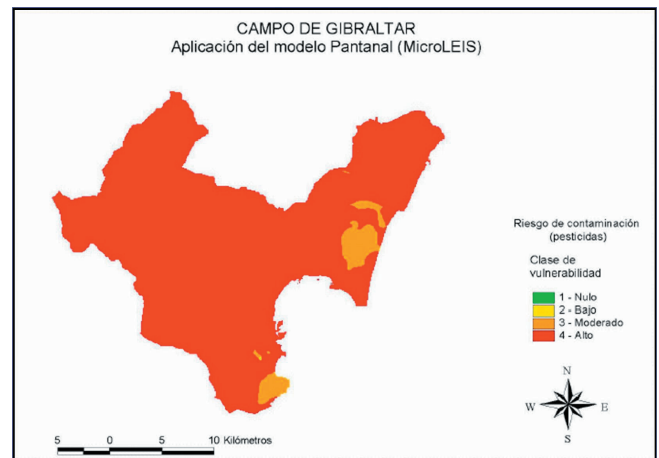 CAMPO DE GIBRALTAR
Aplicación del modelo Pantanal (MicroLEIS)
Riesgo de contaminación
(pesticidas)
Clase de
vulnerabilidad
1 - Nulo
2 - Bajo
3 - Moderado
4 - Alto
N
W E
S
5 0 5 10 Kilómetros